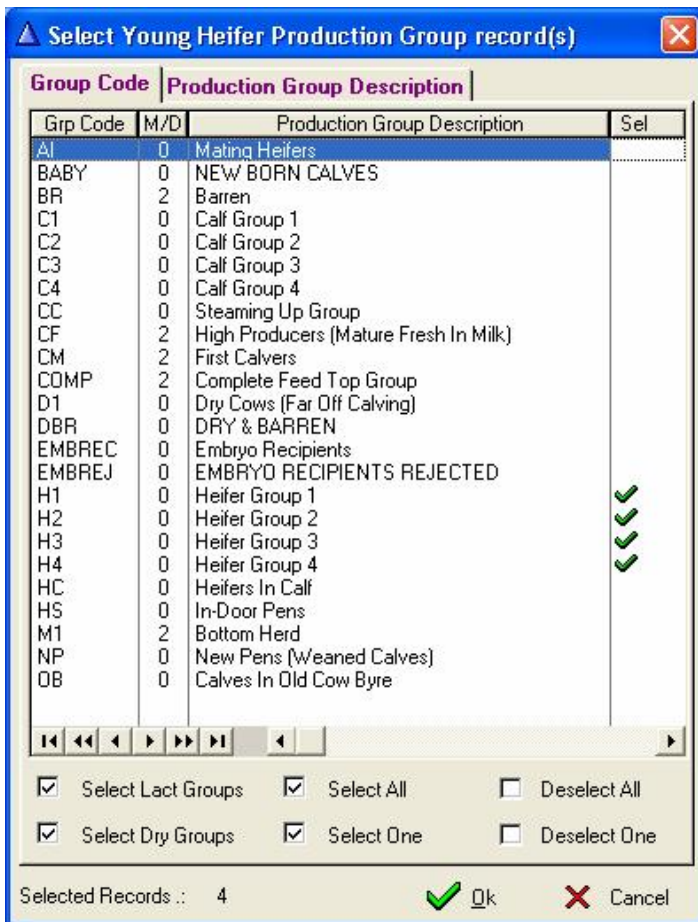 Select Young Heifer Production Group record(s)
Group Code Production Group Description
Grp Code M/D Production Group Description Sel
AI 0 Mating Heifers
BABY 0 NEW BORN CALVES
BR 2 Barren
C1 0 Calf Group 1
C2 0 Calf Group 2
C3 0 Calf Group 3
C4 0 Calf Group 4
CC 0 Steaming Up Group
CF 2 High Producers (Mature Fresh In Milk)
CM 2 First Calvers
COMP 2 Complete Feed Top Group
D1 0 Dry Cows (Far Off Calving)
DBR 0 DRY & BARREN
EMBREC 0 Embryo Recipients
EMBREJ 0 EMBRYO RECIPIENTS REJECTED
H1 0 Heifer Group 1
H2 0 Heifer Group 2
H3 0 Heifer Group 3
H4 0 Heifer Group 4
HC 0 Heifers In Calf
HS 0 In-Door Pens
M1 2 Bottom Herd
NP 0 New Pens (Weaned Calves)
OB 0 Calves In Old Cow Byre
Select Lact Groups Select All Deselect All
Select Dry Groups Select One Deselect One
Selected Records .: 4 Ok Cancel